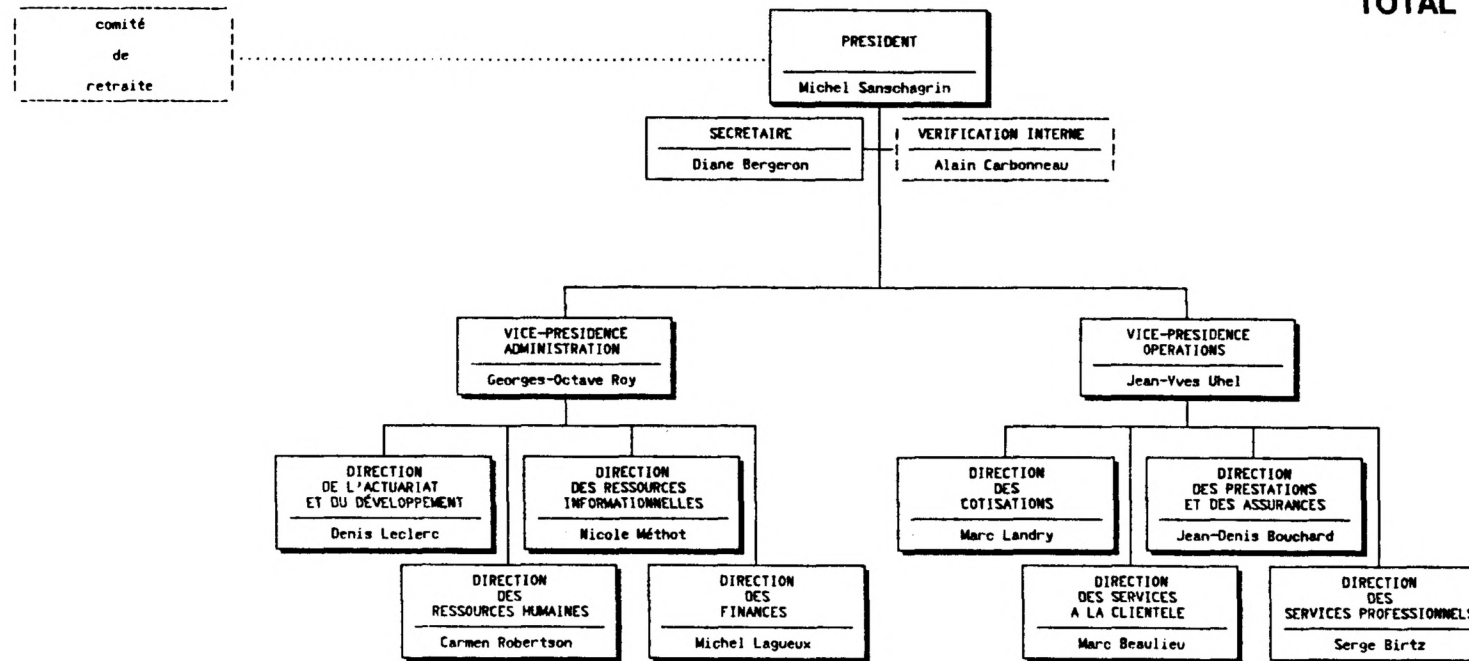 TOTAL
comité
de
retraite
PRESIDENT
Michel Sanschagrin
SECRETAIRE
Diane Bergeron
VERIFICATION INTERNE
Alain Carbonneau
VICE-PRESIDENCE
ADMINISTRATION
Georges-Octave Roy
VICE-PRESIDENCE
OPERATIONS
Jean-Yves Uhel
DIRECTION
DE L'ACTUARIAT
ET DU DÉVELOPPEMENT
Denis Leclerc
DIRECTION
DES RESSOURCES
INFORMATIONNELLES
Nicole Méthot
DIRECTION
DES
COTISATIONS
Marc Landry
DIRECTION
DES PRESTATIONS
ET DES ASSURANCES
Jean-Denis Bouchard
DIRECTION
DES
RESSOURCES HUMAINES
Carmen Robertson
DIRECTION
DES
FINANCES
Michel Lagueux
DIRECTION
DES SERVICES
A LA CLIENTELE
Marc Beaulieu
DIRECTION
DES
SERVICES PROFESSIONNELS
Serge Birtz